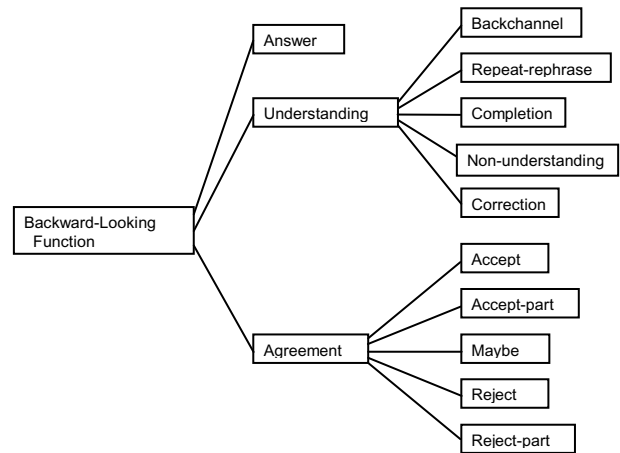 Backchannel
Answer
Repeat-rephrase
Understanding
Completion
Non-understanding
Correction
Backward-Looking
Function
Accept
Accept-part
Agreement
Maybe
Reject
Reject-part